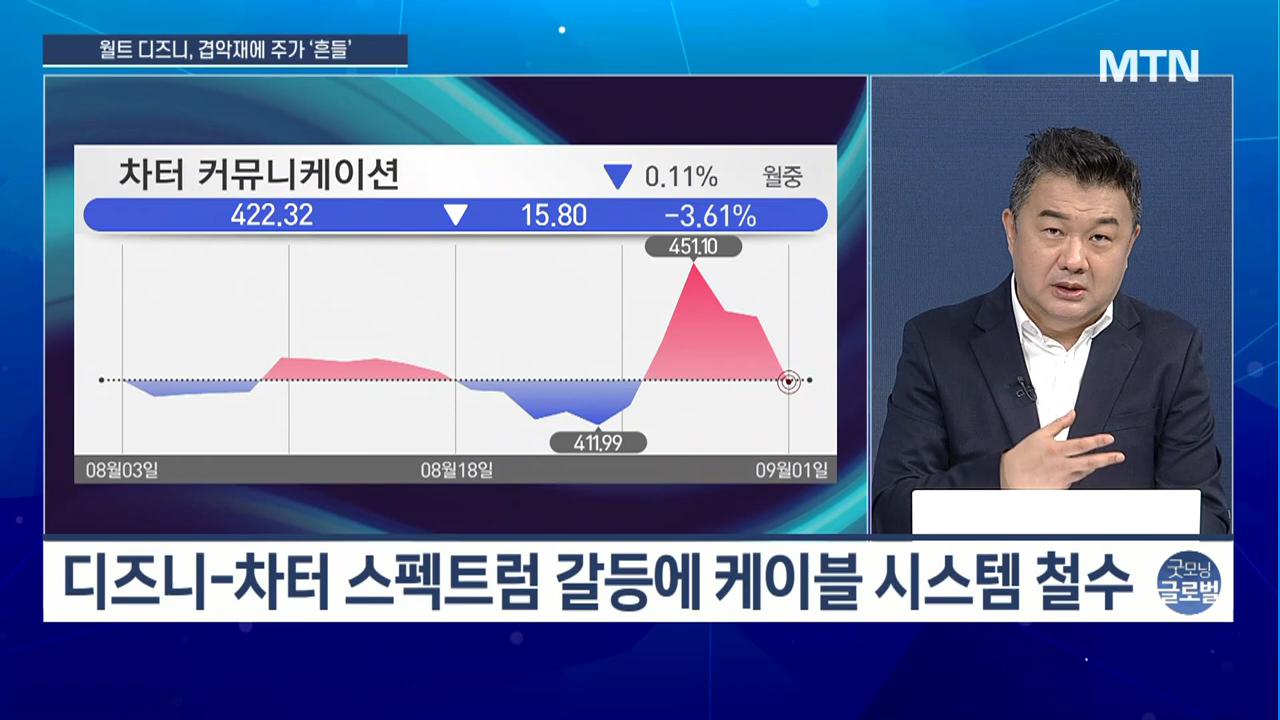 월트 디즈니, 겹악재에 주가 ‘흔들’
MTN
차터 커뮤니케이션 ▼ 0.11% 월중
422.32 ▼ 15.80 -3.61%
451.10
411.99
08월03일 08월18일 09월01일
디즈니-차터 스펙트럼 갈등에 케이블 시스템 철수
굿모닝
글로벌